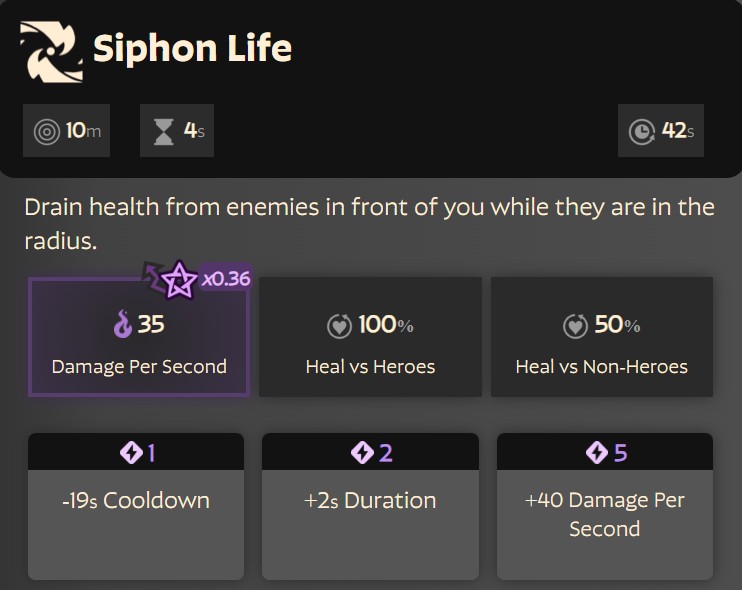 Siphon Life
10m
4s
42s
Drain health from enemies in front of you while they are in the
radius.
x0.36
35
Damage Per Second
100%
Heal vs Heroes
50%
Heal vs Non-Heroes
1
-19s Cooldown
2
+2s Duration
5
+40 Damage Per
Second